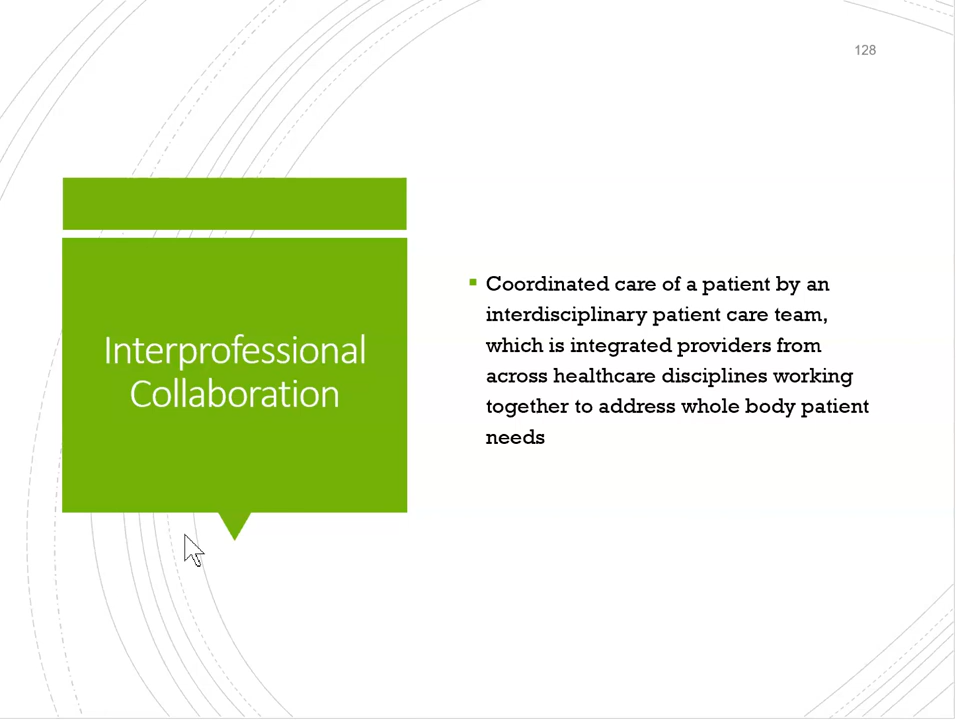 128
Interprofessional
Collaboration
Coordinated care of a patient by an
interdisciplinary patient care team,
which is integrated providers from
across healthcare disciplines working
together to address whole body patient
needs